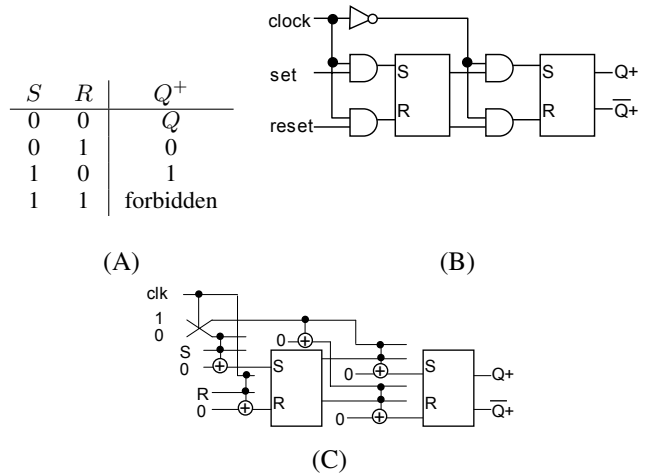 S R Q+
0 0 Q
0 1 0
1 0 1
1 1 forbidden
(A)
clock
set
reset
S
R
S
R
Q+
Q+
(B)
clk
1
0
S
0
R
0
0
S
R
0
0
S
R
Q+
Q+
(C)